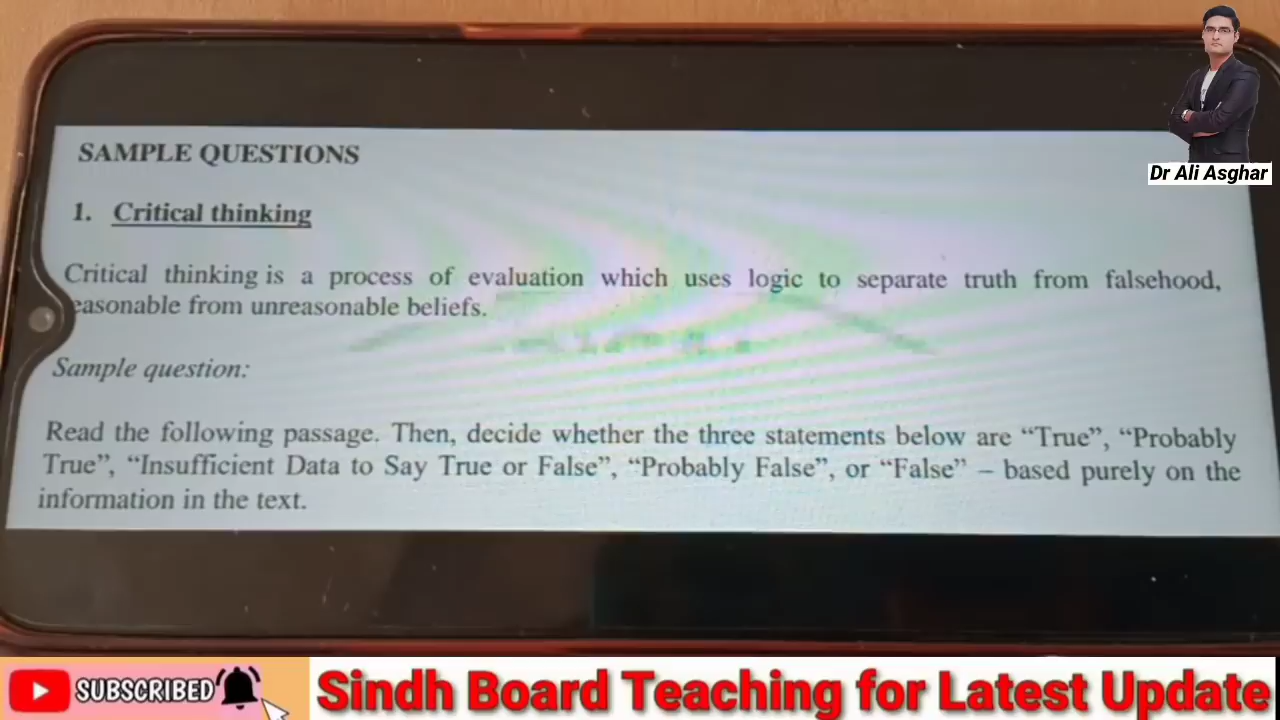 Dr Ali Asghar
SAMPLE QUESTIONS
1. Critical thinking
Critical thinking is a process of evaluation which uses logic to separate truth from falsehood,
easonable from unreasonable beliefs.
Sample question:
Read the following passage. Then, decide whether the three statements below are “True”, “Probably
True”, “Insufficient Data to Say True or False”, “Probably False”, or “False” – based purely on the
information in the text.
SUBSCRIBED
Sindh Board Teaching for Latest Update